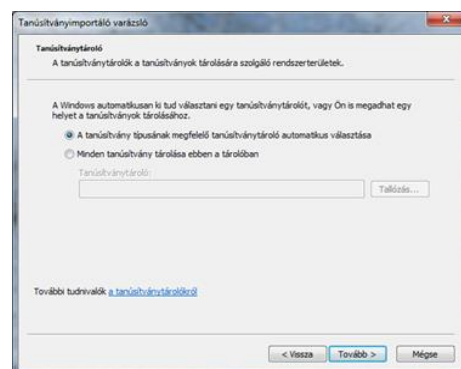 Tanúsítványimportáló varázsló
Tanúsítványtároló
A tanúsítványtárolók a tanúsítványok tárolására szolgáló rendszerterületek.
A Windows automatikusan ki tud választani egy tanúsítványtárolót, vagy Ön is megadhat egy
helyet a tanúsítványok tárolásához.
A tanúsítvány típusának megfelelő tanúsítványtároló automatikus választása
Minden tanúsítvány tárolása ebben a tárolóban
Tanúsítványtároló:
Tallózás...
További tudnivalók a tanúsítványtárolókról
< Vissza Tovább > Mégse